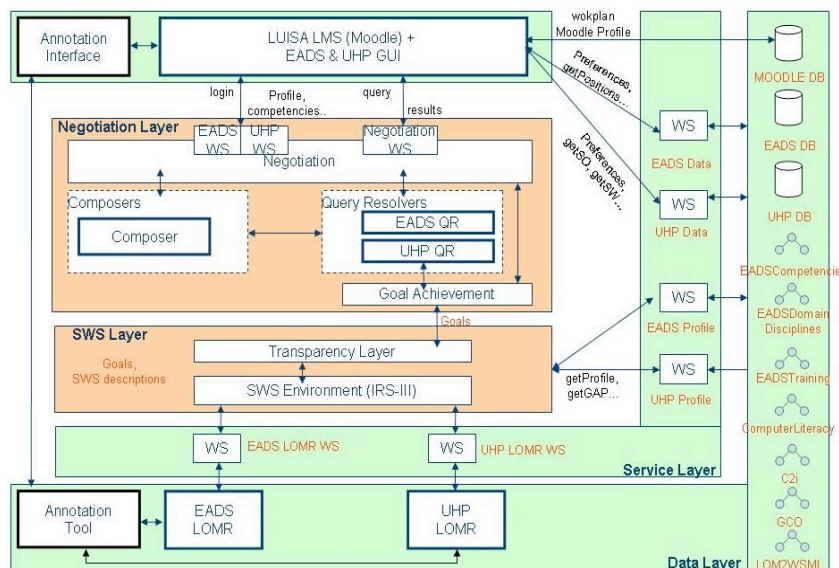 Annotation
Interface
LUISA LMS (Moodle) +
EADS & UHP GUI
wokplan
Moodle Profile
MOODLE DB
login
Profile,
competencies..
query
results
Preferences,
getPositions...
Negotiation Layer
EADS
WS
UHP
WS
Negotiation
WS
Negotiation
WS
EADS Data
EADS DB
Preferences,
getSO, getSW...
Composers
Composer
Query Resolvers
EADS QR
UHP QR
WS
UHP Data
UHP DB
EADSCompetencie
Goal Achievement
WS
EADS Profile
EADSDomain
Disciplines
Goals
SWS Layer
Goals,
SWS descriptions
Transparency Layer
SWS Environment (IRS-III)
getProfile,
getGAP...
WS
UHP Profile
EADSTraining
ComputerLiteracy
WS
EADS LOMR WS
WS
UHP LOMR WS
Service Layer
C2i
Annotation
Tool
EADS
LOMR
UHP
LOMR
GCO
Data Layer
LOM2WSML